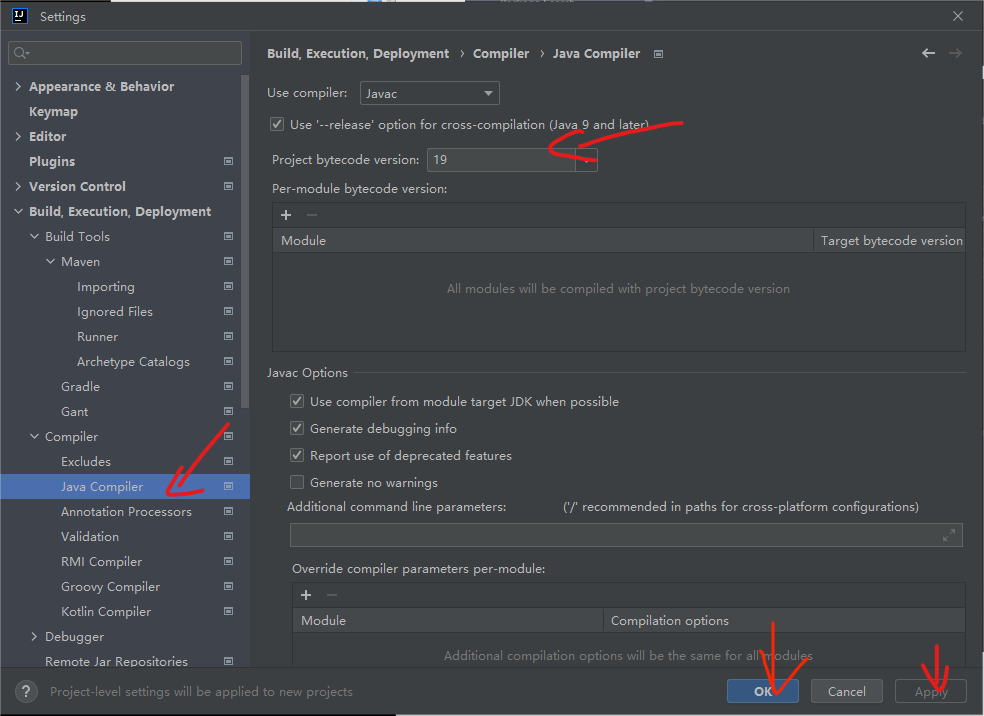 Settings
Build, Execution, Deployment › Compiler › Java Compiler
Appearance & Behavior
Keymap
Editor
Plugins
Version Control
Build, Execution, Deployment
Build Tools
Maven
Importing
Ignored Files
Runner
Archetype Catalogs
Gradle
Gant
Compiler
Excludes
Java Compiler
Annotation Processors
Validation
RMI Compiler
Groovy Compiler
Kotlin Compiler
Debugger
Remote Jar Repositories
Use compiler: Javac
Use '--release' option for cross-compilation (Java 9 and later)
Project bytecode version: 19
Per-module bytecode version:
Module Target bytecode version
All modules will be compiled with project bytecode version
Javac Options
Use compiler from module target JDK when possible
Generate debugging info
Report use of deprecated features
Generate no warnings
Additional command line parameters: ('/' recommended in paths for cross-platform configurations)
Override compiler parameters per-module:
Module Compilation options
Additional compilation options will be the same for all modules
? Project-level settings will be applied to new projects
OK Cancel Apply